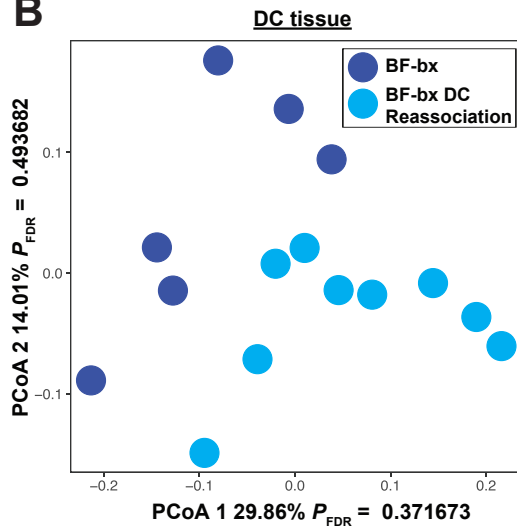 B
DC tissue
BF-bx
BF-bx DC
Reassociation
PCoA 2 14.01% PFDR = 0.493682
0.1
0.0
−0.1
−0.2
−0.1
0.0
0.1
0.2
PCoA 1 29.86% PFDR = 0.371673